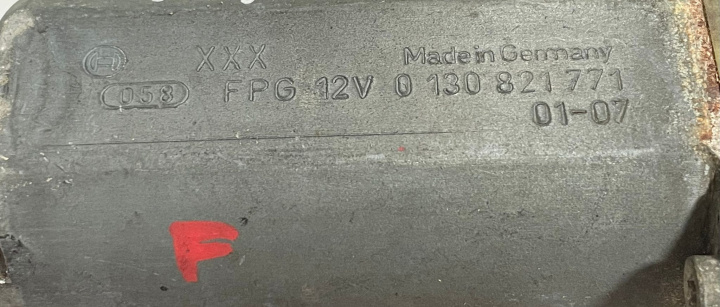 XXX Made in Germany
058 FPG 12V 0 130 821 771
01-07
F